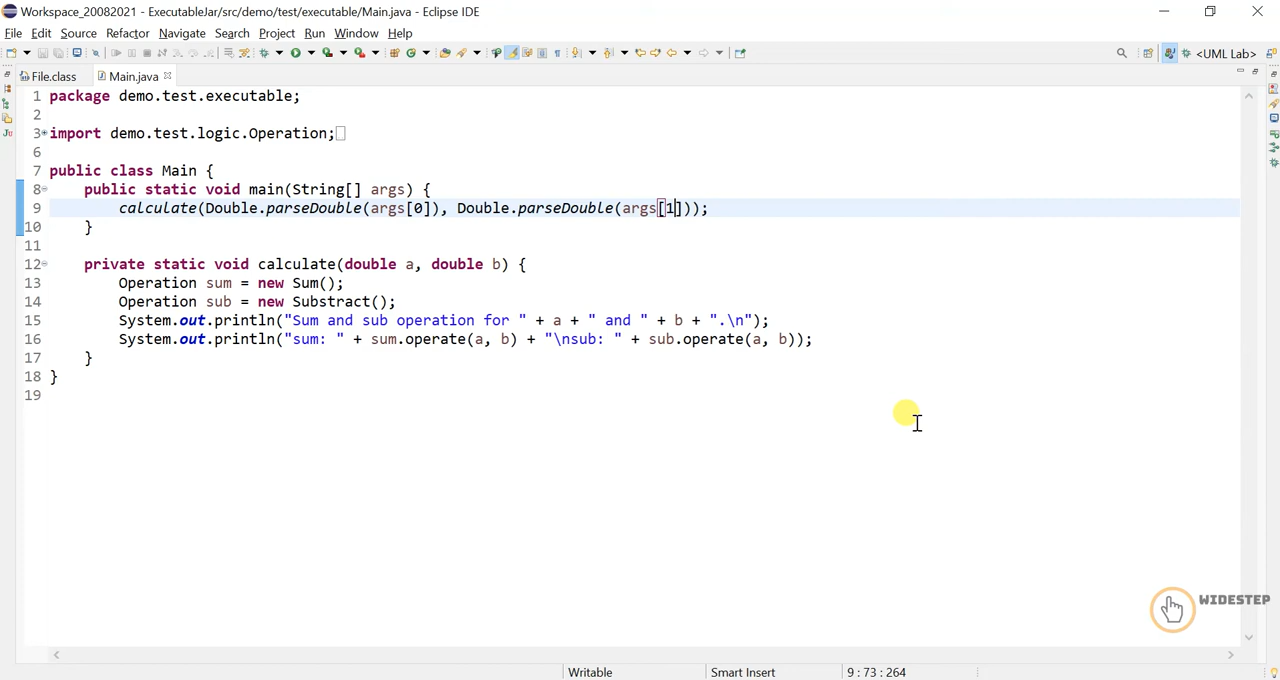 Workspace_20082021 - ExecutableJar/src/demo/test/executable/Main.java - Eclipse IDE
File Edit Source Refactor Navigate Search Project Run Window Help
<UML Lab>
File.class Main.java
1 package demo.test.executable;
2
3 import demo.test.logic.Operation;
6
7 public class Main {
8 public static void main(String[] args) {
9 calculate(Double.parseDouble(args[0]), Double.parseDouble(args[1]));
10 }
11
12 private static void calculate(double a, double b) {
13 Operation sum = new Sum();
14 Operation sub = new Substract();
15 System.out.println("Sum and sub operation for " + a + " and " + b + ".\n");
16 System.out.println("sum: " + sum.operate(a, b) + "\nsub: " + sub.operate(a, b));
17 }
18 }
19
WIDESTEP
Writable Smart Insert 9 : 73 : 264